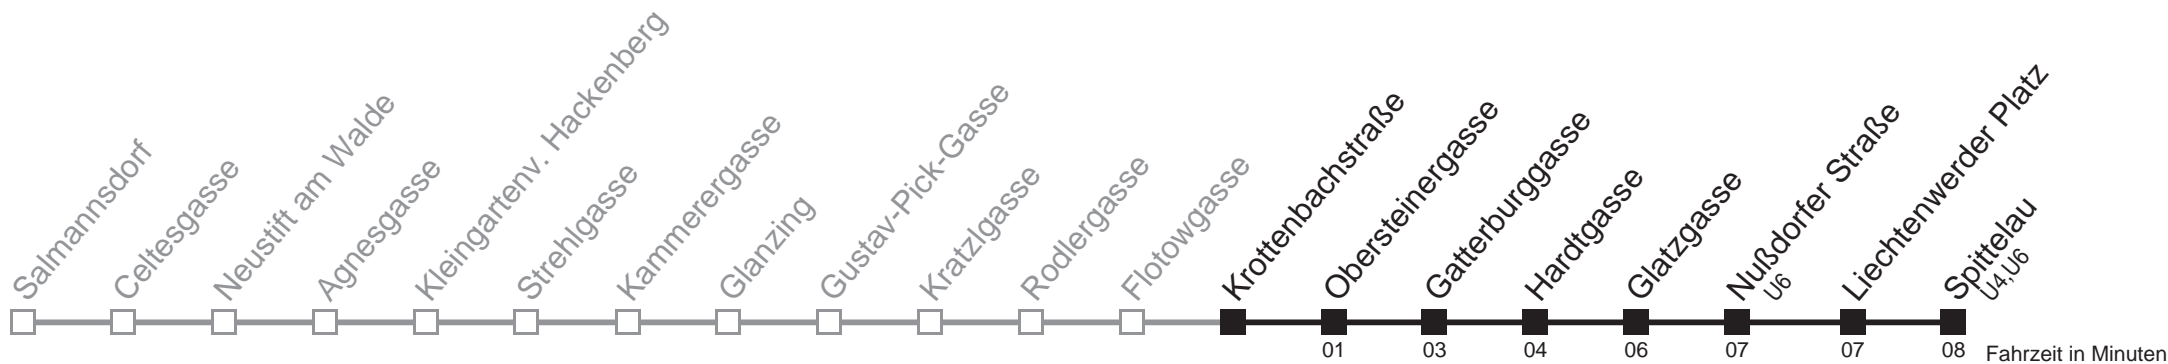 Salmannsdorf
Celtesgasse
Neustift am Walde
Agnesgasse
Kleingartenv. Hackenberg
Strehlgasse
Kammerergasse
Glanzing
Gustav-Pick-Gasse
Kratzlgasse
Rodlergasse
Flotowgasse
Krottenbachstraße
Obersteinergasse
Gatterburggasse
Hardtgasse
Glatzgasse
Nußdorfer Straße
U6
Liechtenwerder Platz
Spittelau
U4,U6
01 03 04 06 07 07 08 Fahrzeit in Minuten